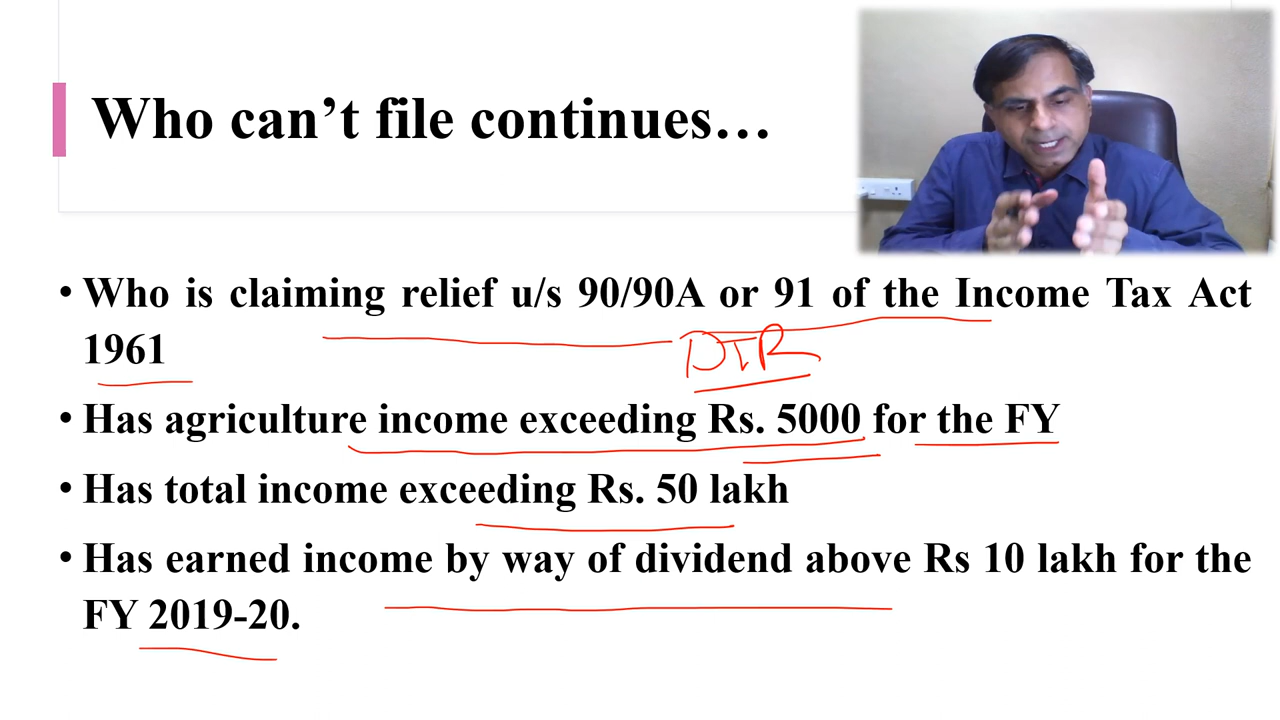 Who can’t file continues…
• Who is claiming relief u/s 90/90A or 91 of the Income Tax Act
1961
DTR
• Has agriculture income exceeding Rs. 5000 for the FY
• Has total income exceeding Rs. 50 lakh
• Has earned income by way of dividend above Rs 10 lakh for the
FY 2019-20.